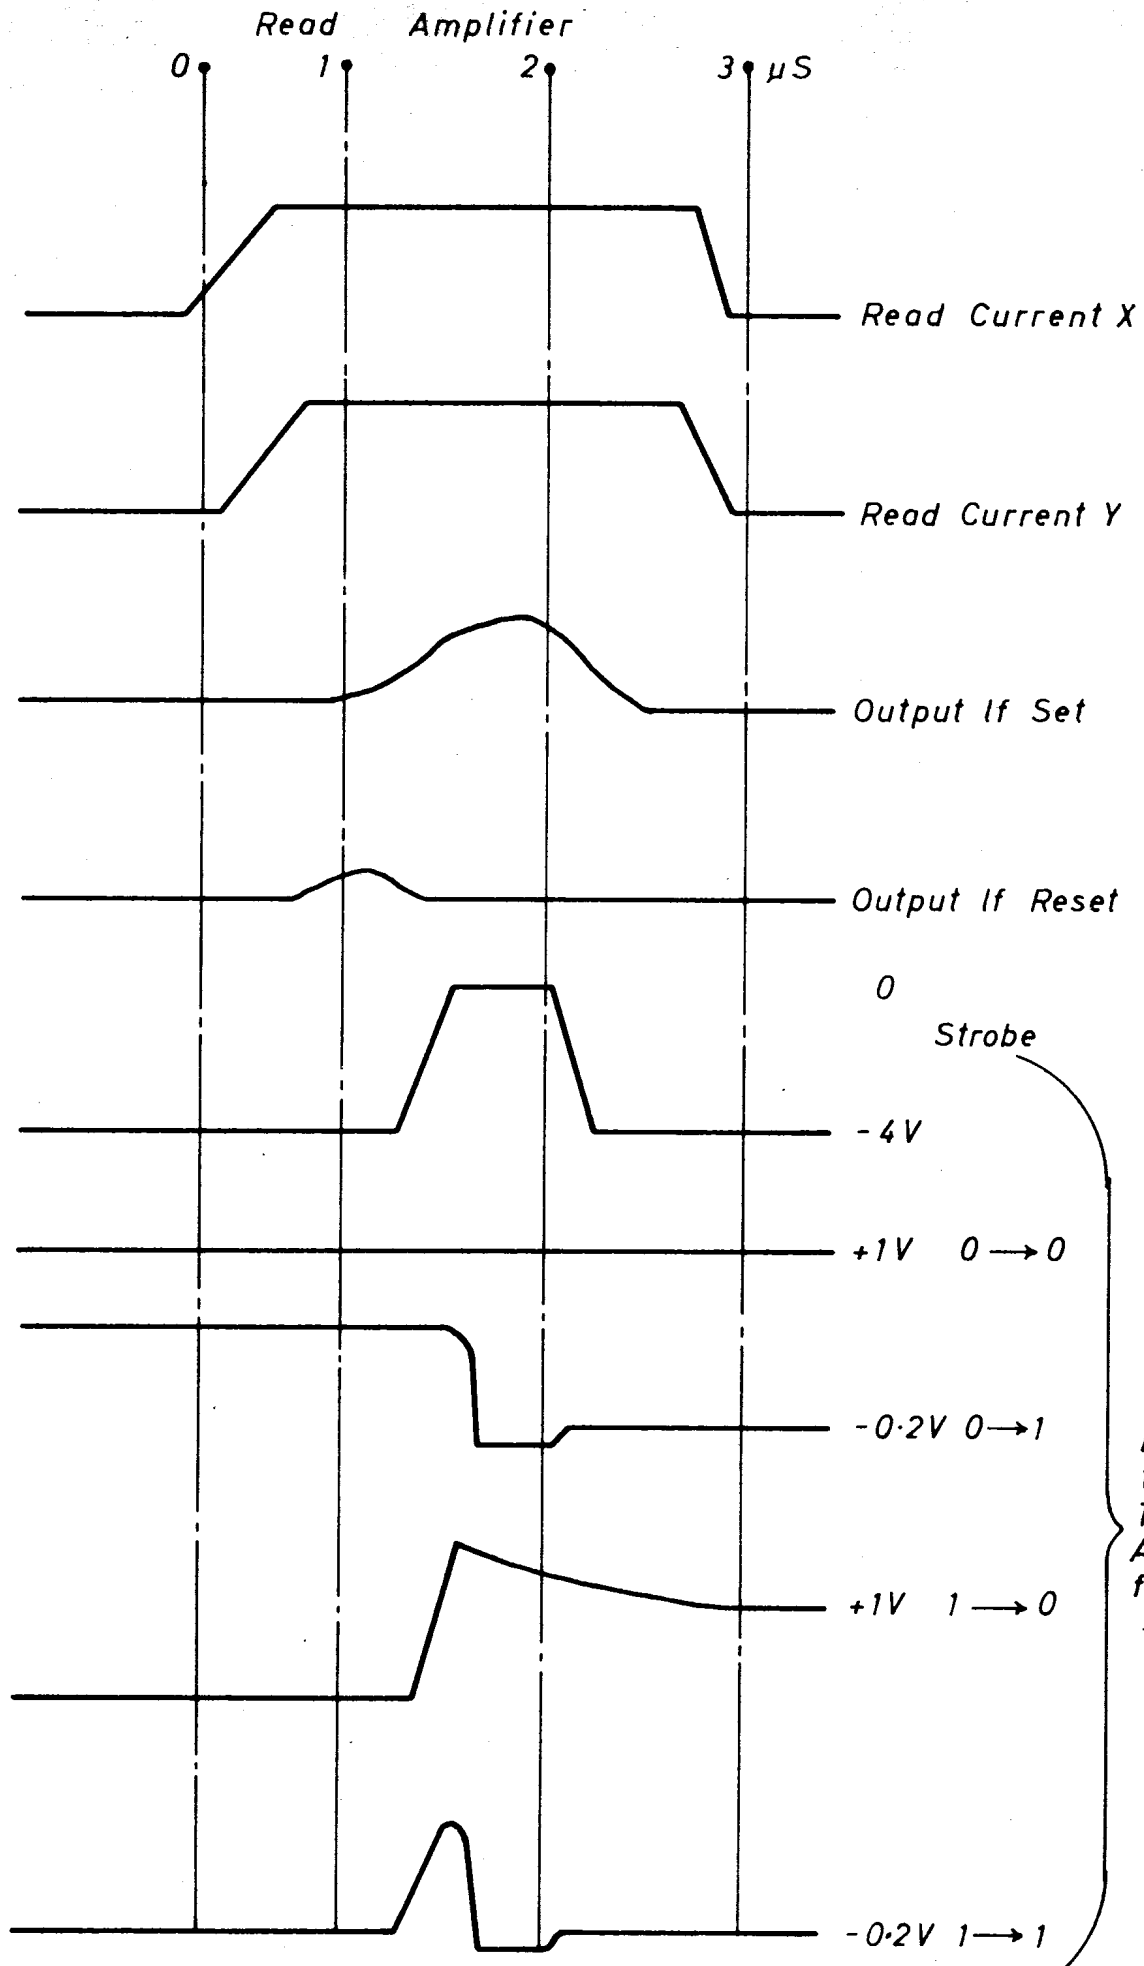 Read Amplifier
0 1 2 3 μS
Read Current X
Read Current Y
Output If Set
Output If Reset
0
Strobe
-4V
+1V 0→0
-0·2V 0→1
+1V 1→0
-0·2V 1→1